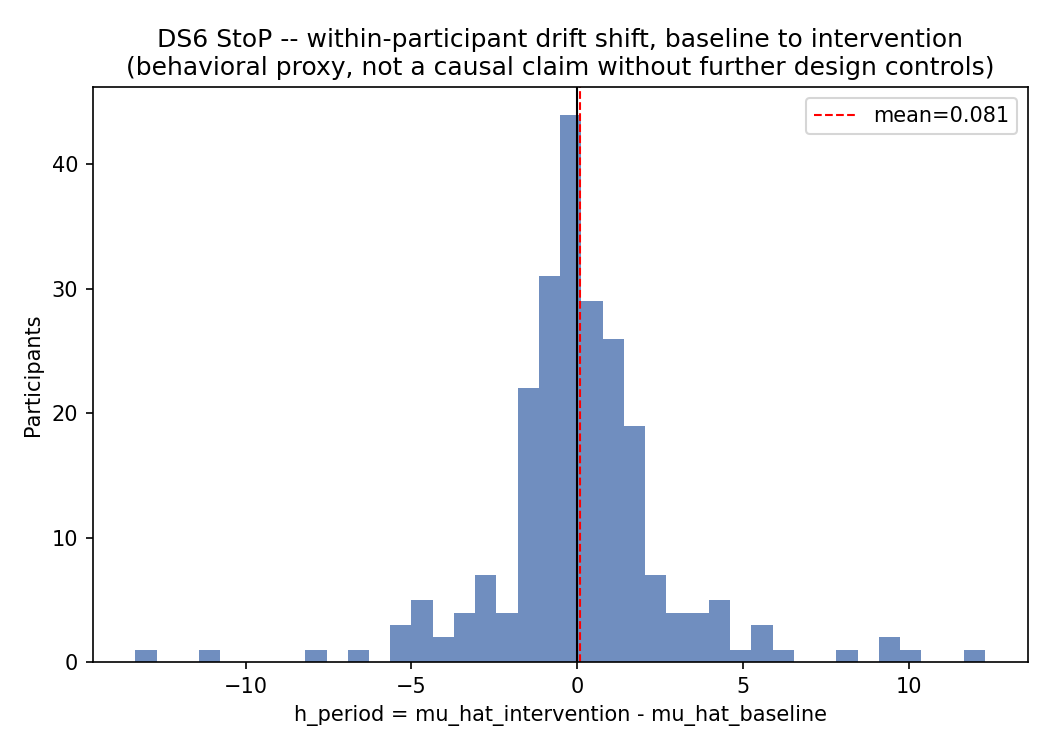 DS6 StoP -- within-participant drift shift, baseline to intervention
(behavioral proxy, not a causal claim without further design controls)
mean=0.081
Participants
40
30
20
10
0
−10
−5
0
5
10
h_period = mu_hat_intervention - mu_hat_baseline